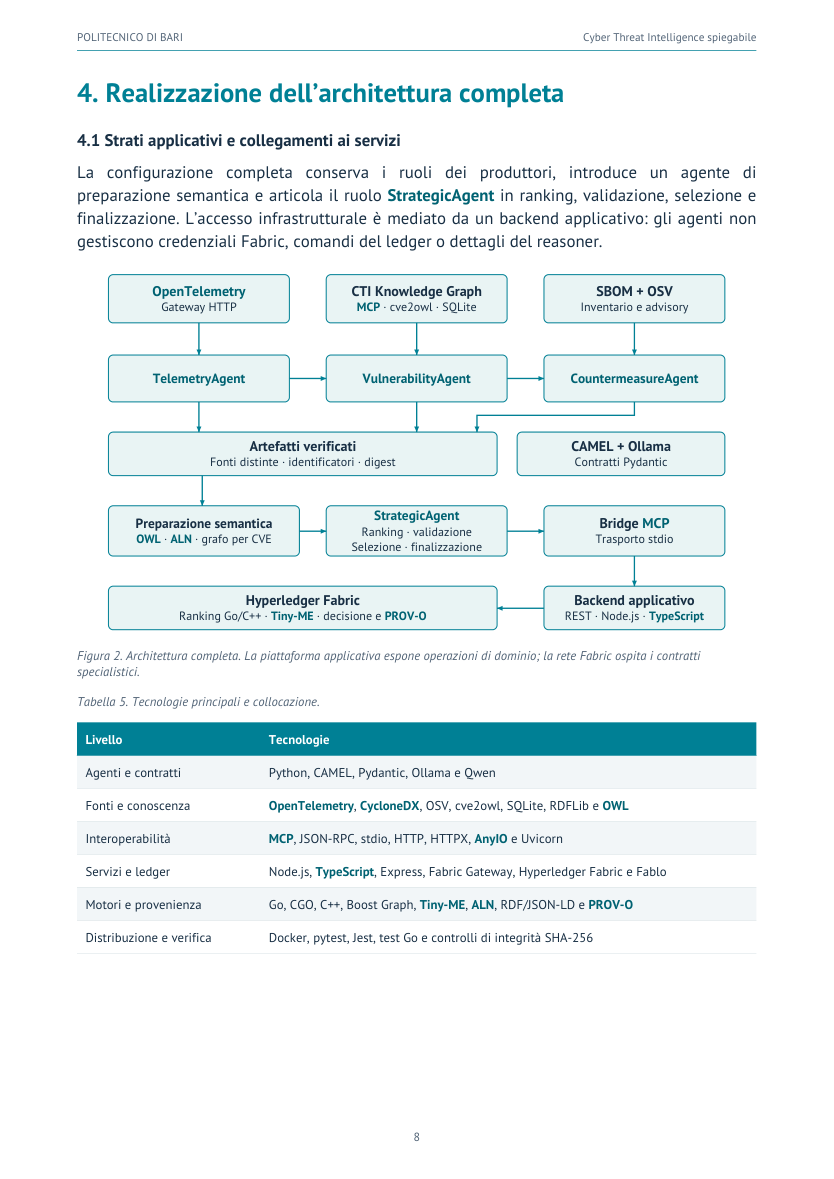 POLITECNICO DI BARI
Cyber Threat Intelligence spiegabile
4. Realizzazione dell’architettura completa
4.1 Strati applicativi e collegamenti ai servizi
La configurazione completa conserva i ruoli dei produttori, introduce un agente di
preparazione semantica e articola il ruolo StrategicAgent in ranking, validazione, selezione e
finalizzazione. L’accesso infrastrutturale è mediato da un backend applicativo: gli agenti non
gestiscono credenziali Fabric, comandi del ledger o dettagli del reasoner.
OpenTelemetry
Gateway HTTP
CTI Knowledge Graph
MCP · cve2owl · SQLite
SBOM + OSV
Inventario e advisory
TelemetryAgent
VulnerabilityAgent
CountermeasureAgent
Artefatti verificati
Fonti distinte · identificatori · digest
CAMEL + Ollama
Contratti Pydantic
Preparazione semantica
OWL · ALN · grafo per CVE
StrategicAgent
Ranking · validazione
Selezione · finalizzazione
Bridge MCP
Trasporto stdio
Hyperledger Fabric
Ranking Go/C++ · Tiny-ME · decisione e PROV-O
Backend applicativo
REST · Node.js · TypeScript
Figura 2. Architettura completa. La piattaforma applicativa espone operazioni di dominio; la rete Fabric ospita i contratti
specialistici.
Tabella 5. Tecnologie principali e collocazione.
Livello Tecnologie
Agenti e contratti Python, CAMEL, Pydantic, Ollama e Qwen
Fonti e conoscenza OpenTelemetry, CycloneDX, OSV, cve2owl, SQLite, RDFLib e OWL
Interoperabilità MCP, JSON-RPC, stdio, HTTP, HTTPX, AnyIO e Uvicorn
Servizi e ledger Node.js, TypeScript, Express, Fabric Gateway, Hyperledger Fabric e Fablo
Motori e provenienza Go, CGO, C++, Boost Graph, Tiny-ME, ALN, RDF/JSON-LD e PROV-O
Distribuzione e verifica Docker, pytest, Jest, test Go e controlli di integrità SHA-256
8